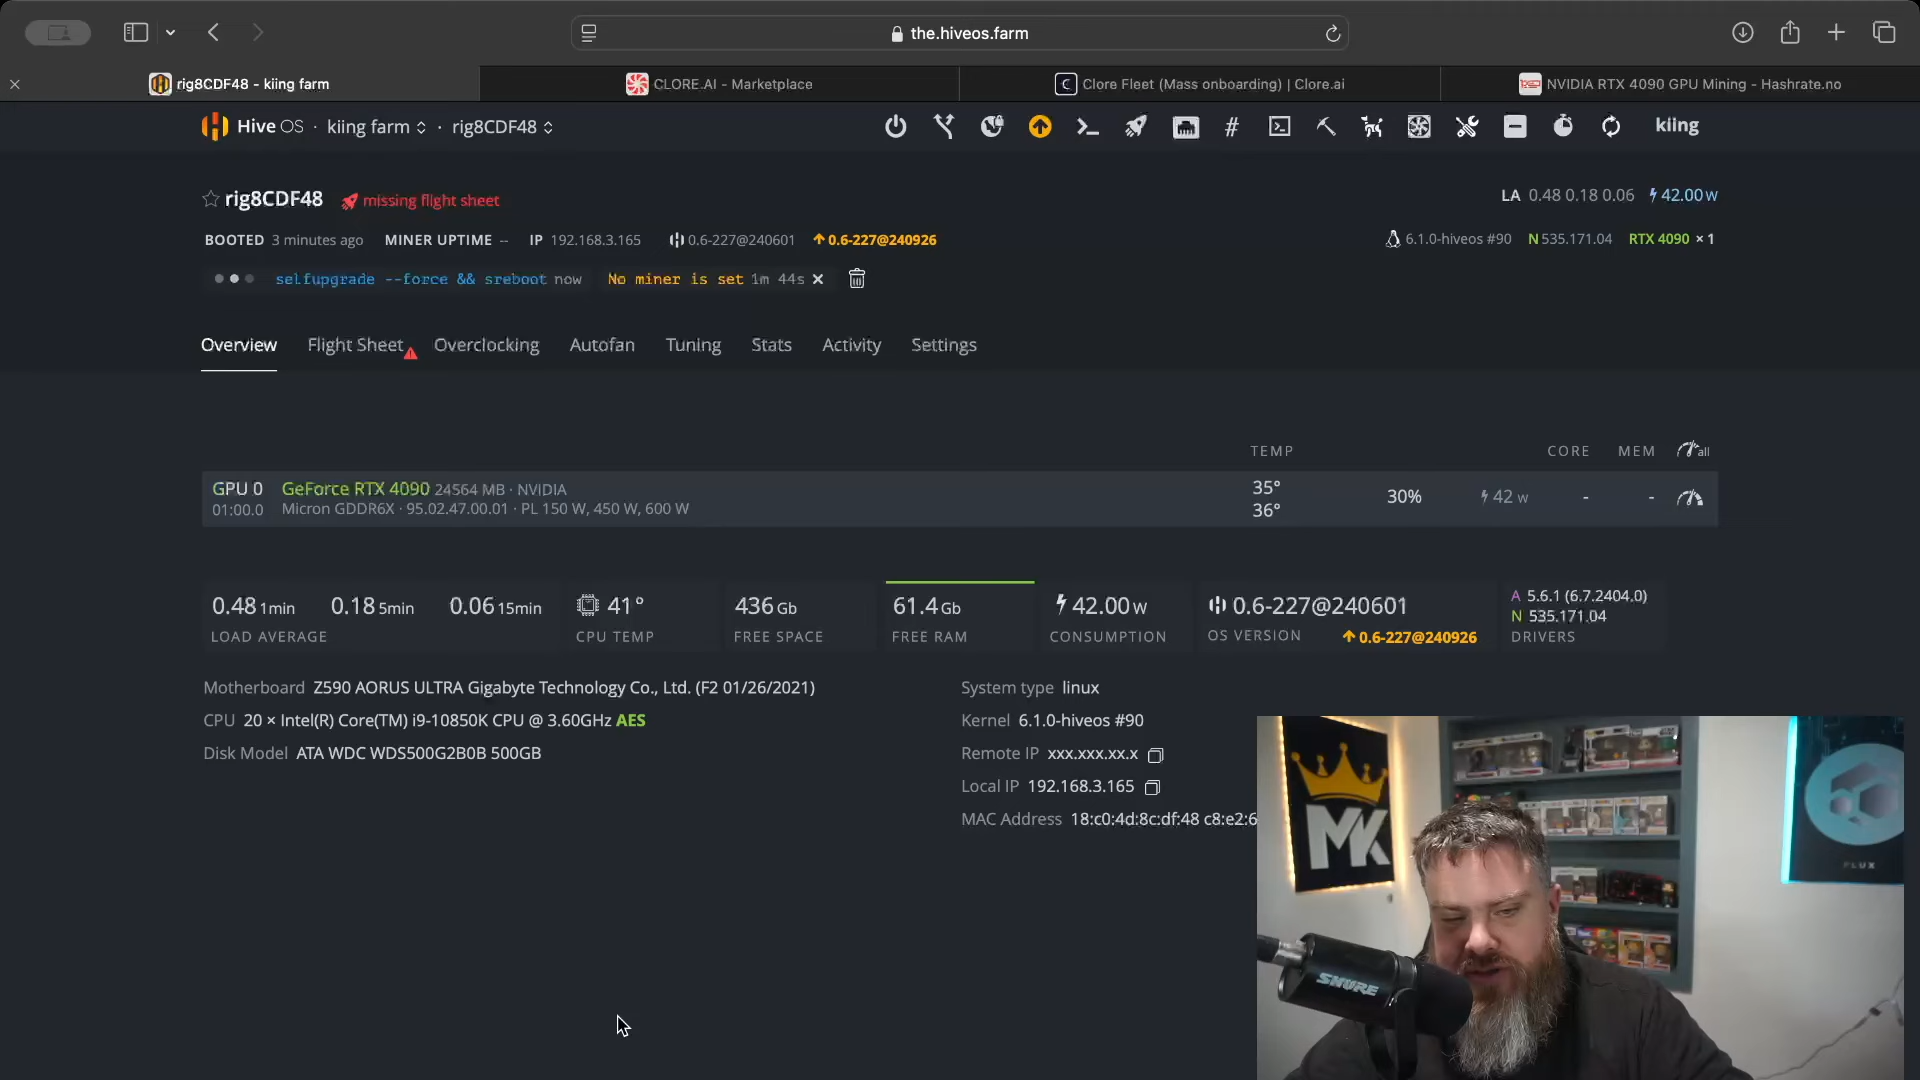 the.hiveos.farm
rig8CDF48 - kiing farm
CLORE.AI - Marketplace
Clore Fleet (Mass onboarding) | Clore.ai
NVIDIA RTX 4090 GPU Mining - Hashrate.no
Hive OS · kiing farm · rig8CDF48
kiing
rig8CDF48 missing flight sheet
LA 0.48 0.18 0.06 42.00 W
BOOTED 3 minutes ago MINER UPTIME -- IP 192.168.3.165 0.6-227@240601 0.6-227@240926
6.1.0-hiveos #90 N 535.171.04 RTX 4090 × 1
selfupgrade --force && sreboot now No miner is set 1m 44s
Overview Flight Sheet Overclocking Autofan Tuning Stats Activity Settings
TEMP CORE MEM all
GPU 0 GeForce RTX 4090 24564 MB · NVIDIA 35°
30% 42 W - -
01:00.0 Micron GDDR6X · 95.02.47.00.01 · PL 150 W, 450 W, 600 W 36°
0.48 1min 0.18 5min 0.06 15min
LOAD AVERAGE
41°
CPU TEMP
436 Gb
FREE SPACE
61.4 Gb
FREE RAM
42.00 W
CONSUMPTION
0.6-227@240601
OS VERSION 0.6-227@240926
A 5.6.1 (6.7.2404.0)
N 535.171.04
DRIVERS
Motherboard Z590 AORUS ULTRA Gigabyte Technology Co., Ltd. (F2 01/26/2021)
CPU 20 × Intel(R) Core(TM) i9-10850K CPU @ 3.60GHz AES
Disk Model ATA WDC WDS500G2B0B 500GB
System type linux
Kernel 6.1.0-hiveos #90
Remote IP xxx.xxx.xx.x
Local IP 192.168.3.165
MAC Address 18:c0:4d:8c:df:48 c8:e2:6
MK
FLUX
SHURE